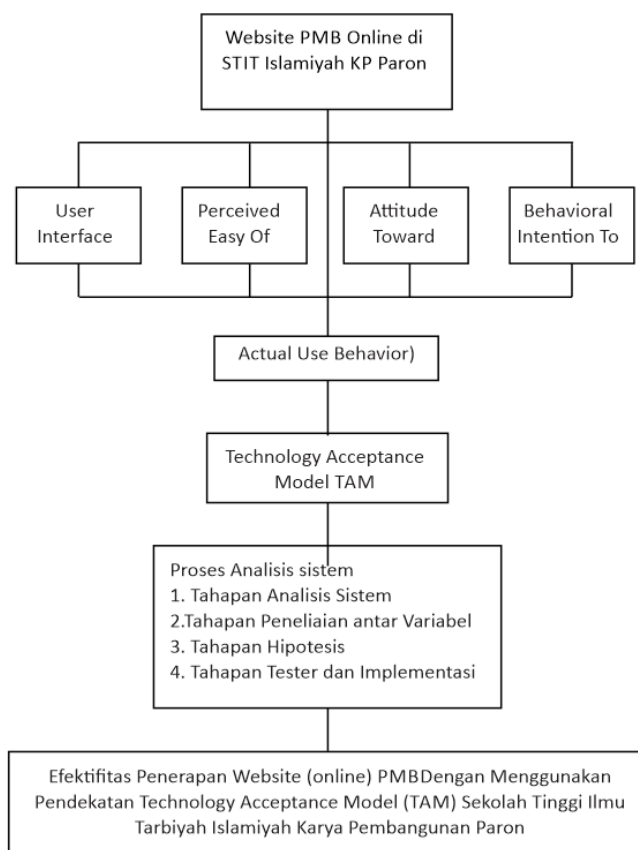 Website PMB Online di
STIT Islamiyah KP Paron
User
Interface
Perceived
Easy Of
Attitude
Toward
Behavioral
Intention To
Actual Use Behavior)
Technology Acceptance
Model TAM
Proses Analisis sistem
1. Tahapan Analisis Sistem
2.Tahapan Peneliaian antar Variabel
3. Tahapan Hipotesis
4. Tahapan Tester dan Implementasi
Efektifitas Penerapan Website (online) PMBDengan Menggunakan
Pendekatan Technology Acceptance Model (TAM) Sekolah Tinggi Ilmu
Tarbiyah Islamiyah Karya Pembangunan Paron